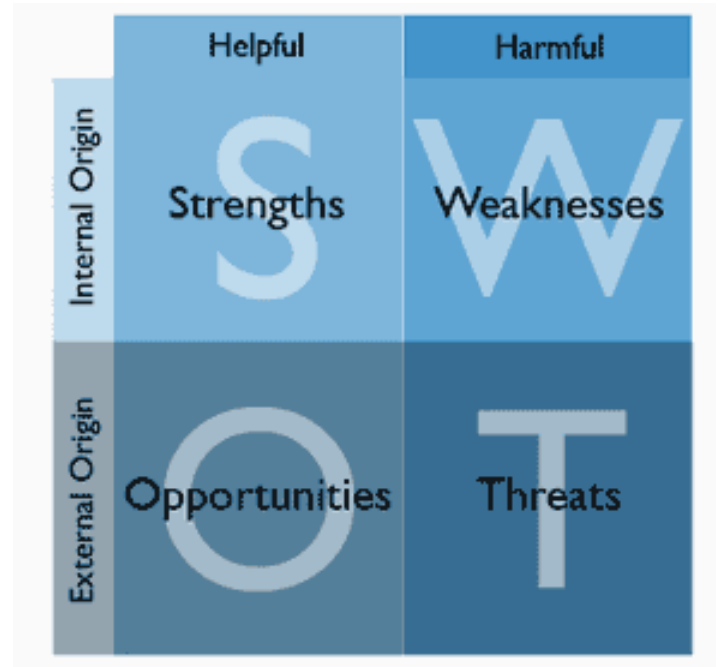 Helpful
Harmful
Internal Origin
S
Strengths
W
Weaknesses
External Origin
O
Opportunities
T
Threats